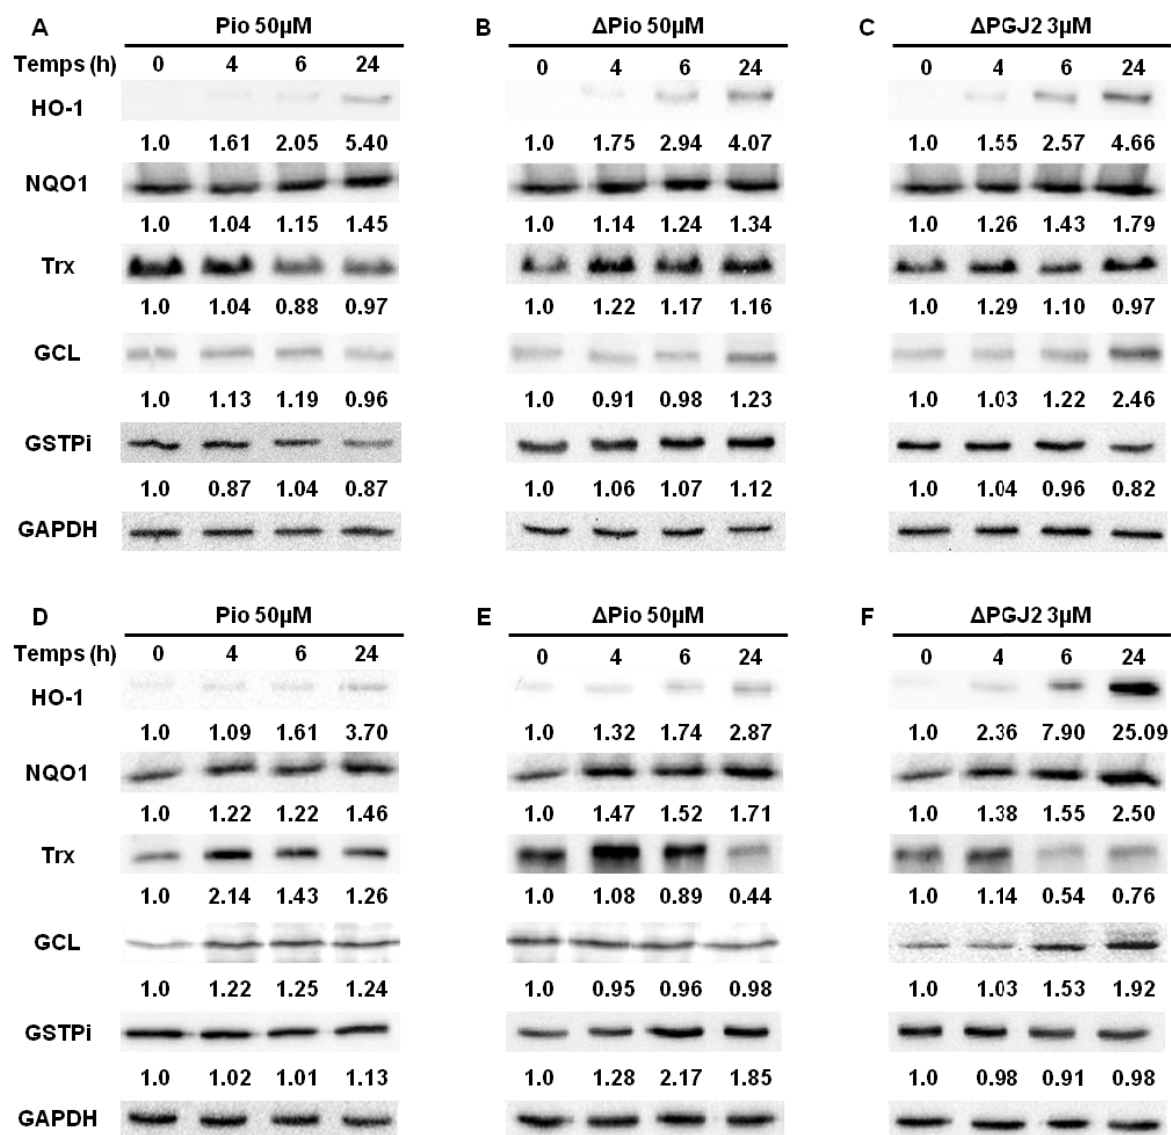 A Pio 50µM B ΔPio 50µM C ΔPGJ2 3µM
Temps (h) 0 4 6 24 0 4 6 24 0 4 6 24
HO-1
1.0 1.61 2.05 5.40 1.0 1.75 2.94 4.07 1.0 1.55 2.57 4.66
NQO1
1.0 1.04 1.15 1.45 1.0 1.14 1.24 1.34 1.0 1.26 1.43 1.79
Trx
1.0 1.04 0.88 0.97 1.0 1.22 1.17 1.16 1.0 1.29 1.10 0.97
GCL
1.0 1.13 1.19 0.96 1.0 0.91 0.98 1.23 1.0 1.03 1.22 2.46
GSTPi
1.0 0.87 1.04 0.87 1.0 1.06 1.07 1.12 1.0 1.04 0.96 0.82
GAPDH
D Pio 50µM E ΔPio 50µM F ΔPGJ2 3µM
Temps (h) 0 4 6 24 0 4 6 24 0 4 6 24
HO-1
1.0 1.09 1.61 3.70 1.0 1.32 1.74 2.87 1.0 2.36 7.90 25.09
NQO1
1.0 1.22 1.22 1.46 1.0 1.47 1.52 1.71 1.0 1.38 1.55 2.50
Trx
1.0 2.14 1.43 1.26 1.0 1.08 0.89 0.44 1.0 1.14 0.54 0.76
GCL
1.0 1.22 1.25 1.24 1.0 0.95 0.96 0.98 1.0 1.03 1.53 1.92
GSTPi
1.0 1.02 1.01 1.13 1.0 1.28 2.17 1.85 1.0 0.98 0.91 0.98
GAPDH